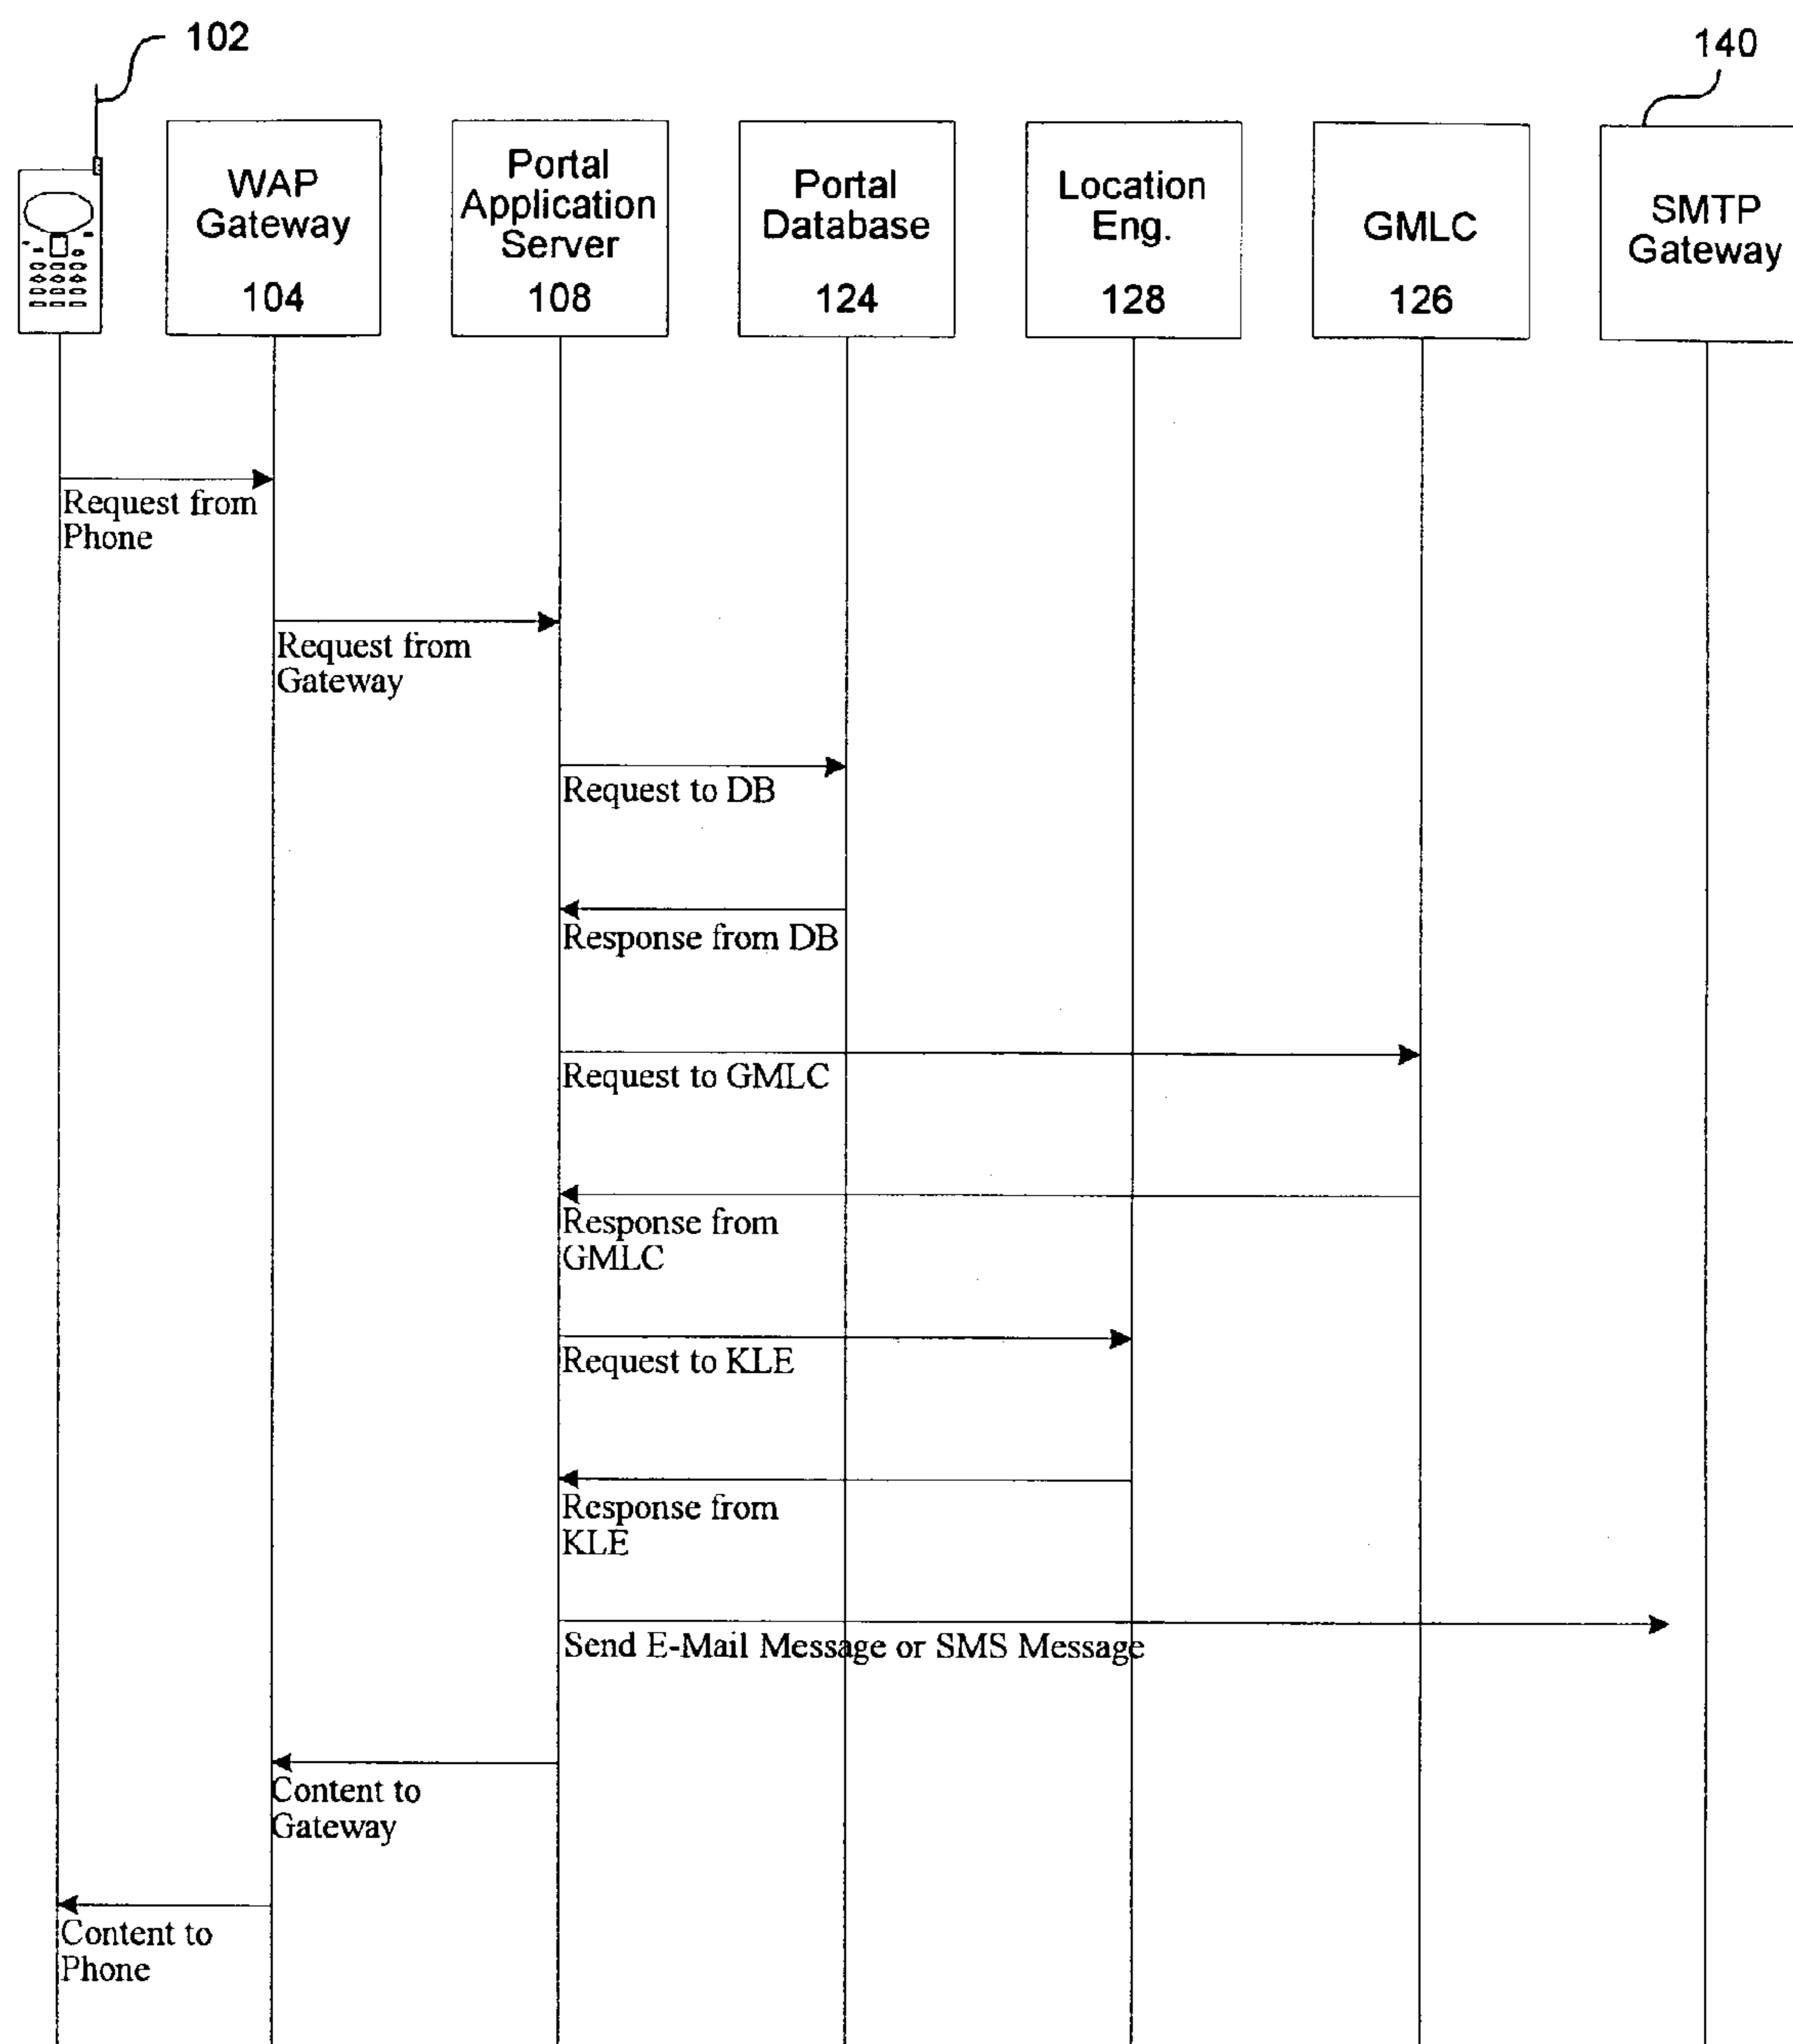 102
140
WAP
Gateway
104
Portal
Application
Server
108
Portal
Database
124
Location
Eng.
128
GMLC
126
SMTP
Gateway
Request from
Phone
Request from
Gateway
Request to DB
Response from DB
Request to GMLC
Response from
GMLC
Request to KLE
Response from
KLE
Send E-Mail Message or SMS Message
Content to
Gateway
Content to
Phone